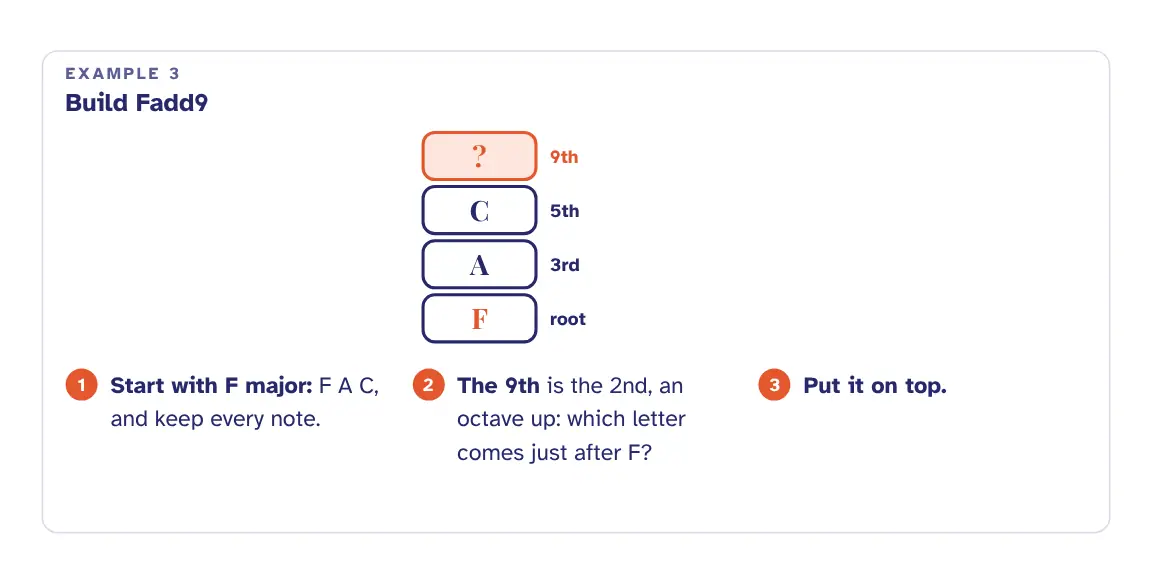 EXAMPLE 3
Build Fadd9
?
9th
C
5th
A
3rd
F
root
1
Start with F major: F A C,
and keep every note.
2
The 9th is the 2nd, an
octave up: which letter
comes just after F?
3
Put it on top.